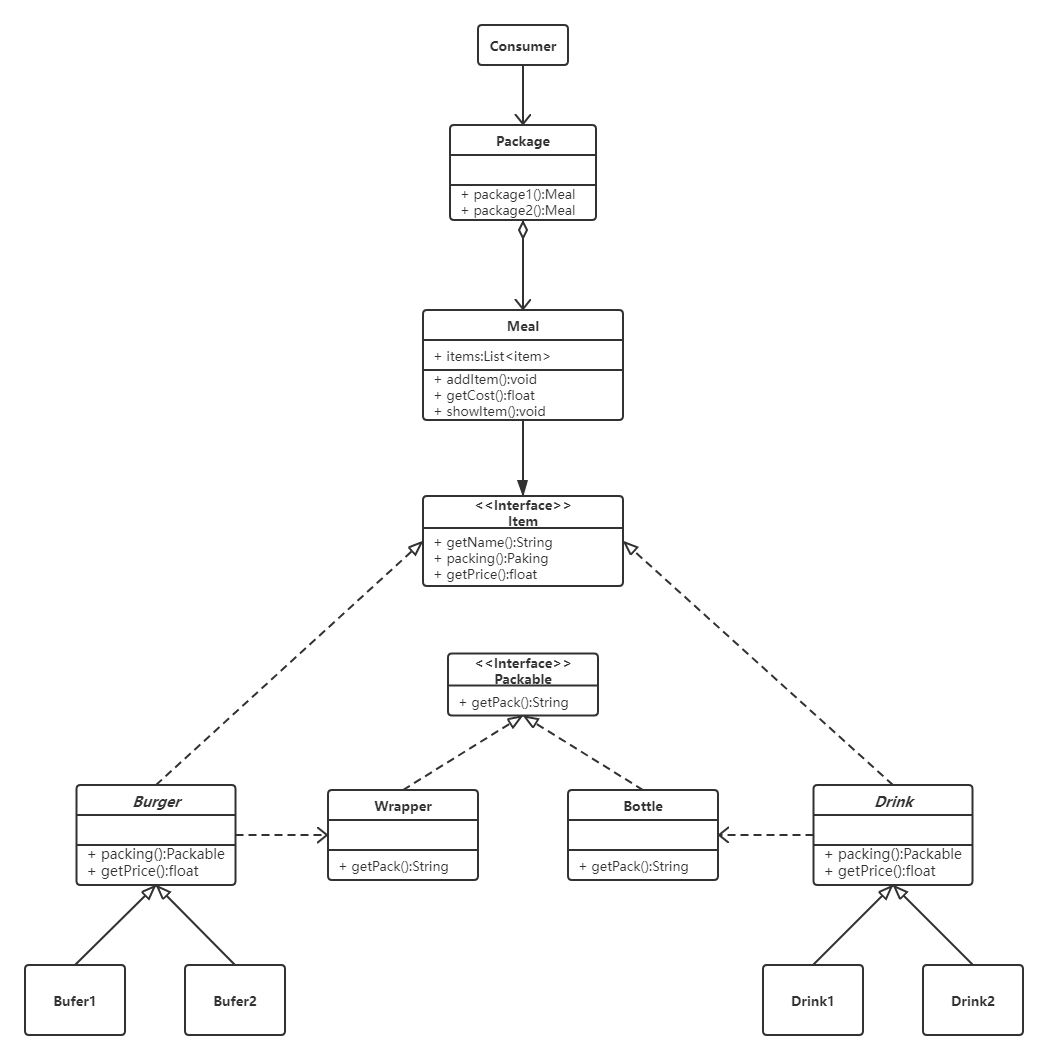 Consumer
Package
+ package1():Meal
+ package2():Meal
Meal
+ items:List<item>
+ addItem():void
+ getCost():float
+ showItem():void
<<Interface>>
Item
+ getName():String
+ packing():Paking
+ getPrice():float
<<Interface>>
Packable
+ getPack():String
Burger
+ packing():Packable
+ getPrice():float
Wrapper
+ getPack():String
Bottle
+ getPack():String
Drink
+ packing():Packable
+ getPrice():float
Bufer1
Bufer2
Drink1
Drink2